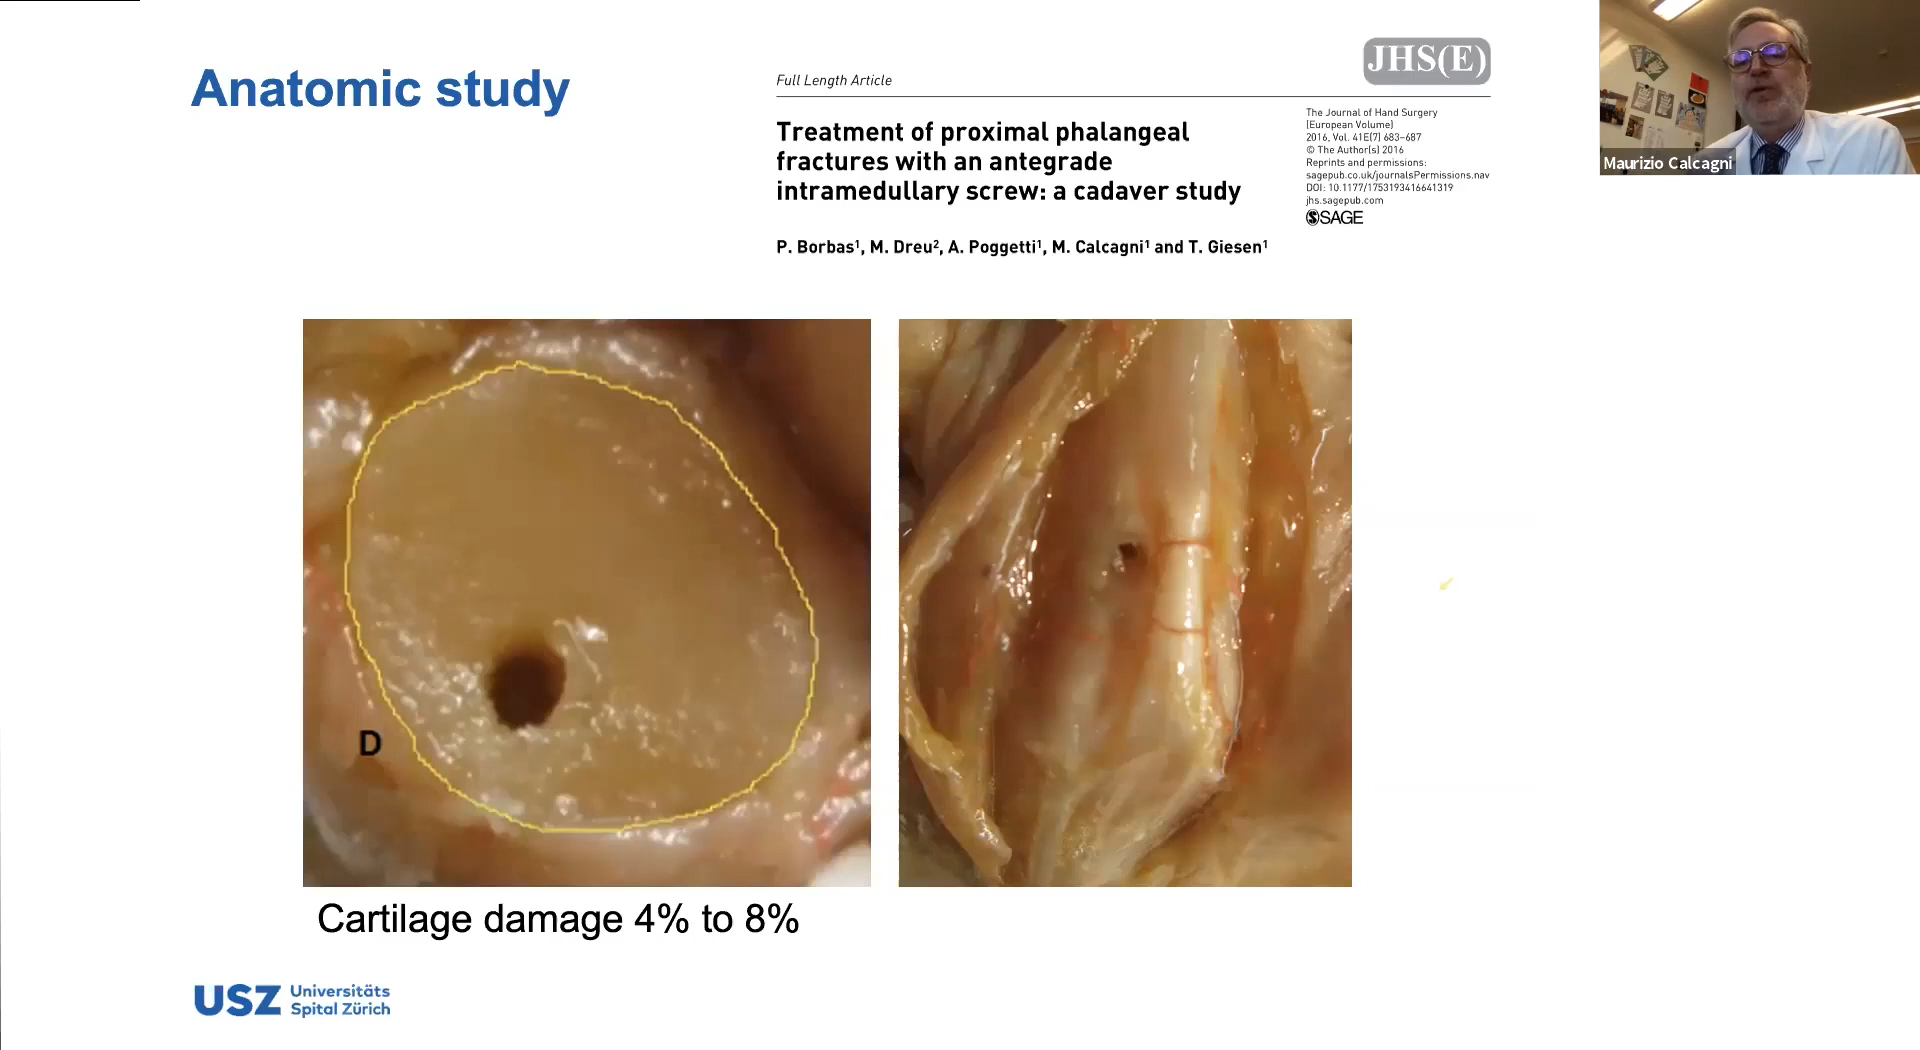 Anatomic study
Full Length Article
JHS(E)
Treatment of proximal phalangeal
fractures with an antegrade
intramedullary screw: a cadaver study
P. Borbas¹, M. Dreu², A. Poggetti¹, M. Calcagni¹ and T. Giesen¹
The Journal of Hand Surgery
(European Volume)
2016, Vol. 41E(7) 683–687
© The Author(s) 2016
Reprints and permissions:
sagepub.co.uk/journalsPermissions.nav
DOI: 10.1177/1753193416641319
jhs.sagepub.com
SAGE
Maurizio Calcagni
D
Cartilage damage 4% to 8%
USZ Universitäts
Spital Zürich